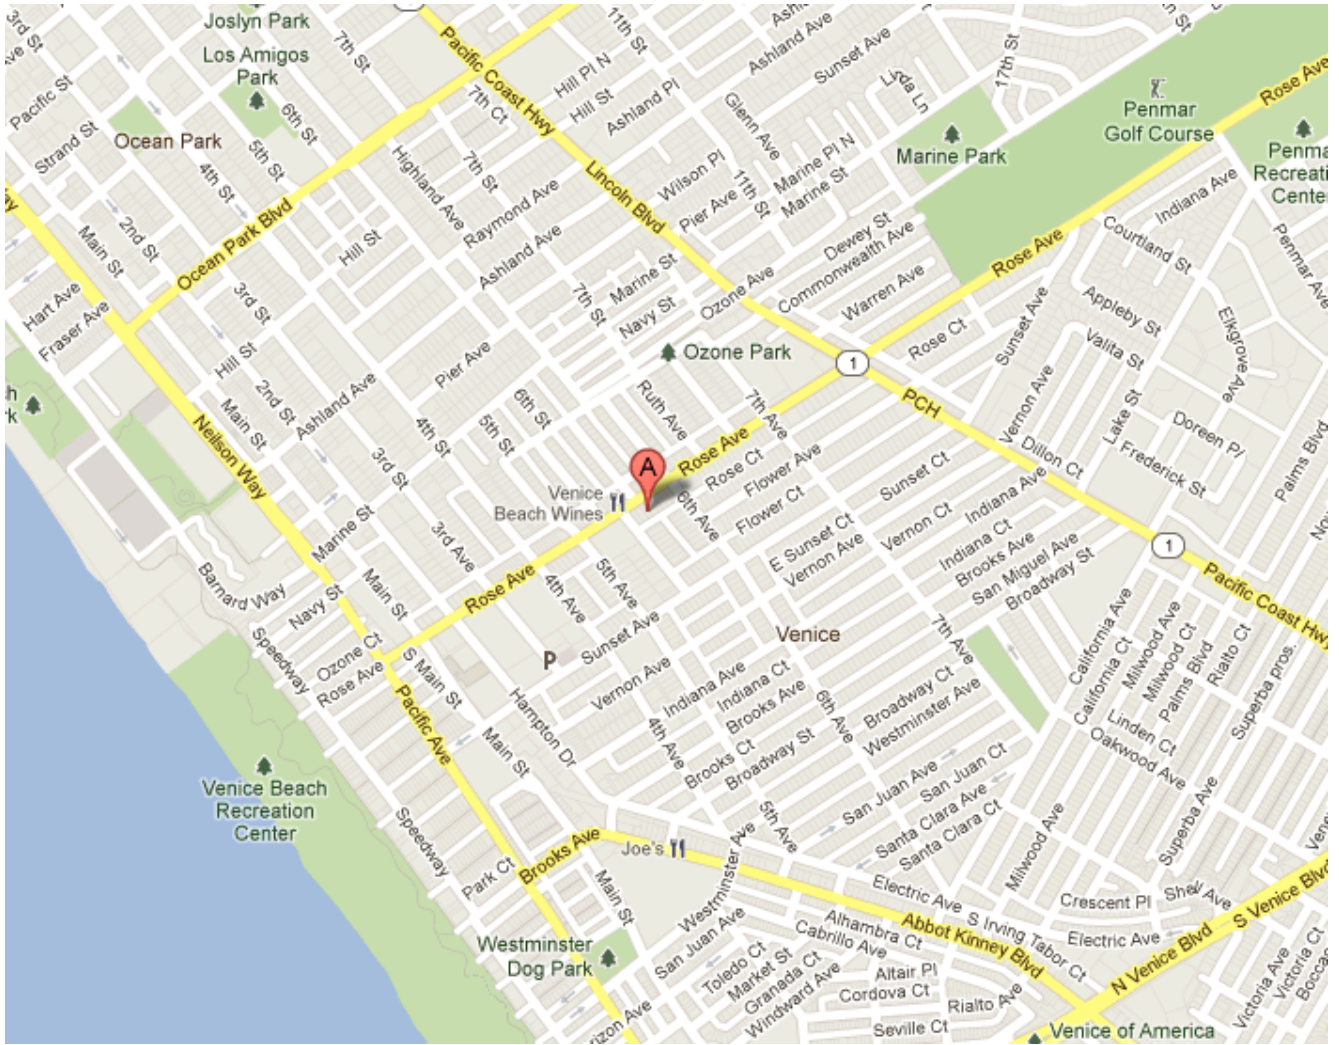 Joslyn Park
3rd St
Pacific St
Los Amigos
Park
7th St
Pacific Coast Hwy
11th St
Ashland Ave
Hill Pl N
Hill St
Ashland Pl
Sunset Ave
Linda Ln
17th St
Penmar
Golf Course
Rose Ave
Ocean Park
Strand St
6th St
5th St
4th St
7th Ct
Glenn Ave
Marine Park
Highland Ave
7th St
Lincoln Blvd
Wilson Pl
Marine Pl N
Marine St
11th St
Pier Ave
Indiana Ave
Main St
2nd St
Ocean Park Blvd
Hill St
Raymond Ave
Ashland Ave
Dewey St
Commonwealth Ave
Rose Ave
Courtland St
Penmar Ave
Hart Ave
Fraser Ave
3rd St
7th St
Marine St
Navy St
Ozone Ave
Warren Ave
Appleby St
Elkgrove Ave
Hill St
2nd St
Main St
Pier Ave
Ozone Park
1
Rose Ct
Sunset Ave
Valita St
Ashland Ave
4th St
5th St
6th St
Ruth Ave
7th Ave
PCH
Vernon Ave
Lake St
Doreen Pl
Palms Blvd
Neilson Way
3rd St
A
Rose Ave
Rose Ct
Flower Ave
Sunset Ct
Dillon Ct
Frederick St
Venice
Beach Wines
6th Ave
Flower Ct
Marine St
3rd Ave
Indiana Ave
Vernon Ct
E Sunset Ct
Vernon Ave
Indiana Ct
Brooks Ave
San Miguel Ave
Broadway St
1
Pacific Coast Hwy
Barnard Way
Navy St
Main St
Rose Ave
4th Ave
5th Ave
Speedway
Ozone Ct
Rose Ave
S Main St
P
Sunset Ave
Venice
7th Ave
California Ave
California Ct
Milwood Ave
Milwood Ct
Palms Blvd
Rialto Ct
Superba pros.
Pacific Ave
Hampton Dr
Vernon Ave
Indiana Ave
Indiana Ct
Brooks Ave
6th Ave
Broadway Ct
Westminster Ave
Linden Ct
Oakwood Ave
Main St
4th Ave
Brooks Ct
Broadway St
Venice Beach
Recreation
Center
Speedway
5th Ave
San Juan Ave
San Juan Ct
Santa Clara Ave
Santa Clara Ct
Milwood Ave
Superba Ave
Park Ct
Brooks Ave
Joe's
Main St
Westminster Ave
Electric Ave
S Irving Tabor Ct
Crescent Pl
Shell Ave
S Venice Blvd
Westminster
Dog Park
San Juan Ave
Alhambra Ct
Cabrillo Ave
Abbot Kinney Blvd
Electric Ave
N Venice Blvd
Toledo Ct
Market St
Granada Ct
Windward Ave
Altair Pl
Cordova Ct
Rialto Ave
Seville Ct
Victoria Ave
Victoria Ct
Venice of America